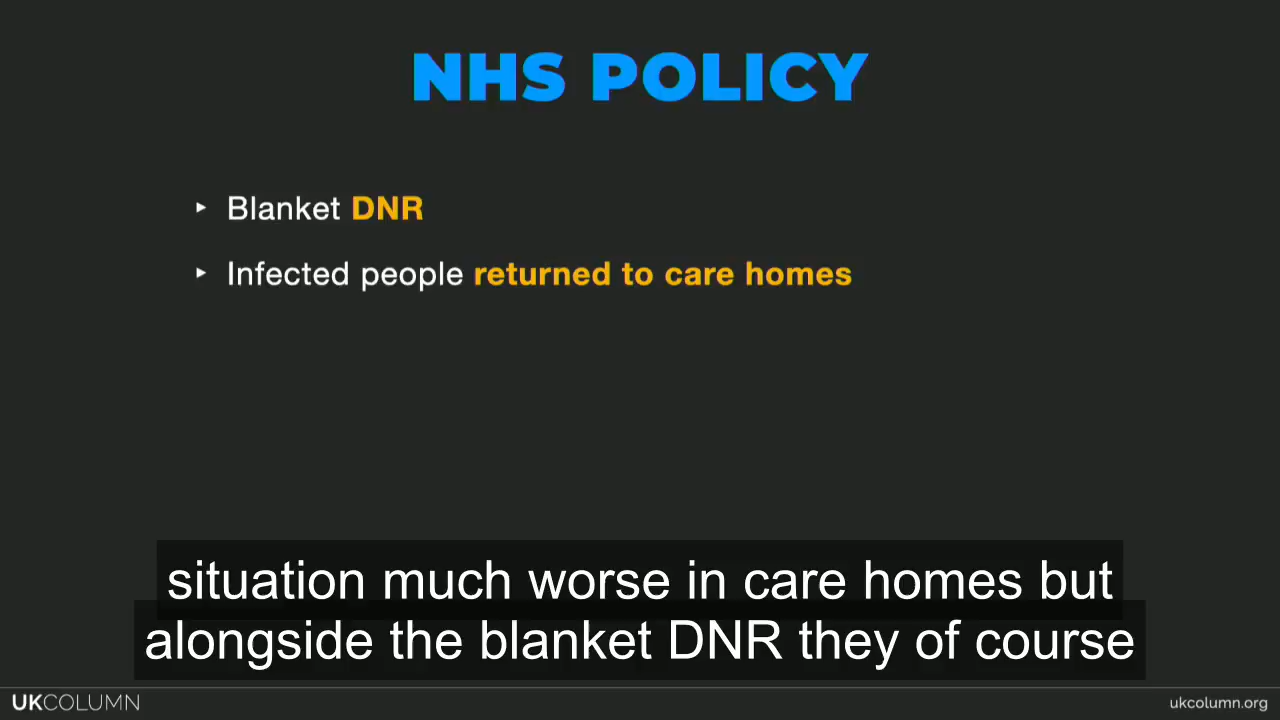 NHS POLICY
‣ Blanket DNR
‣ Infected people returned to care homes
situation much worse in care homes but
alongside the blanket DNR they of course
UKCOLUMN
ukcolumn.org